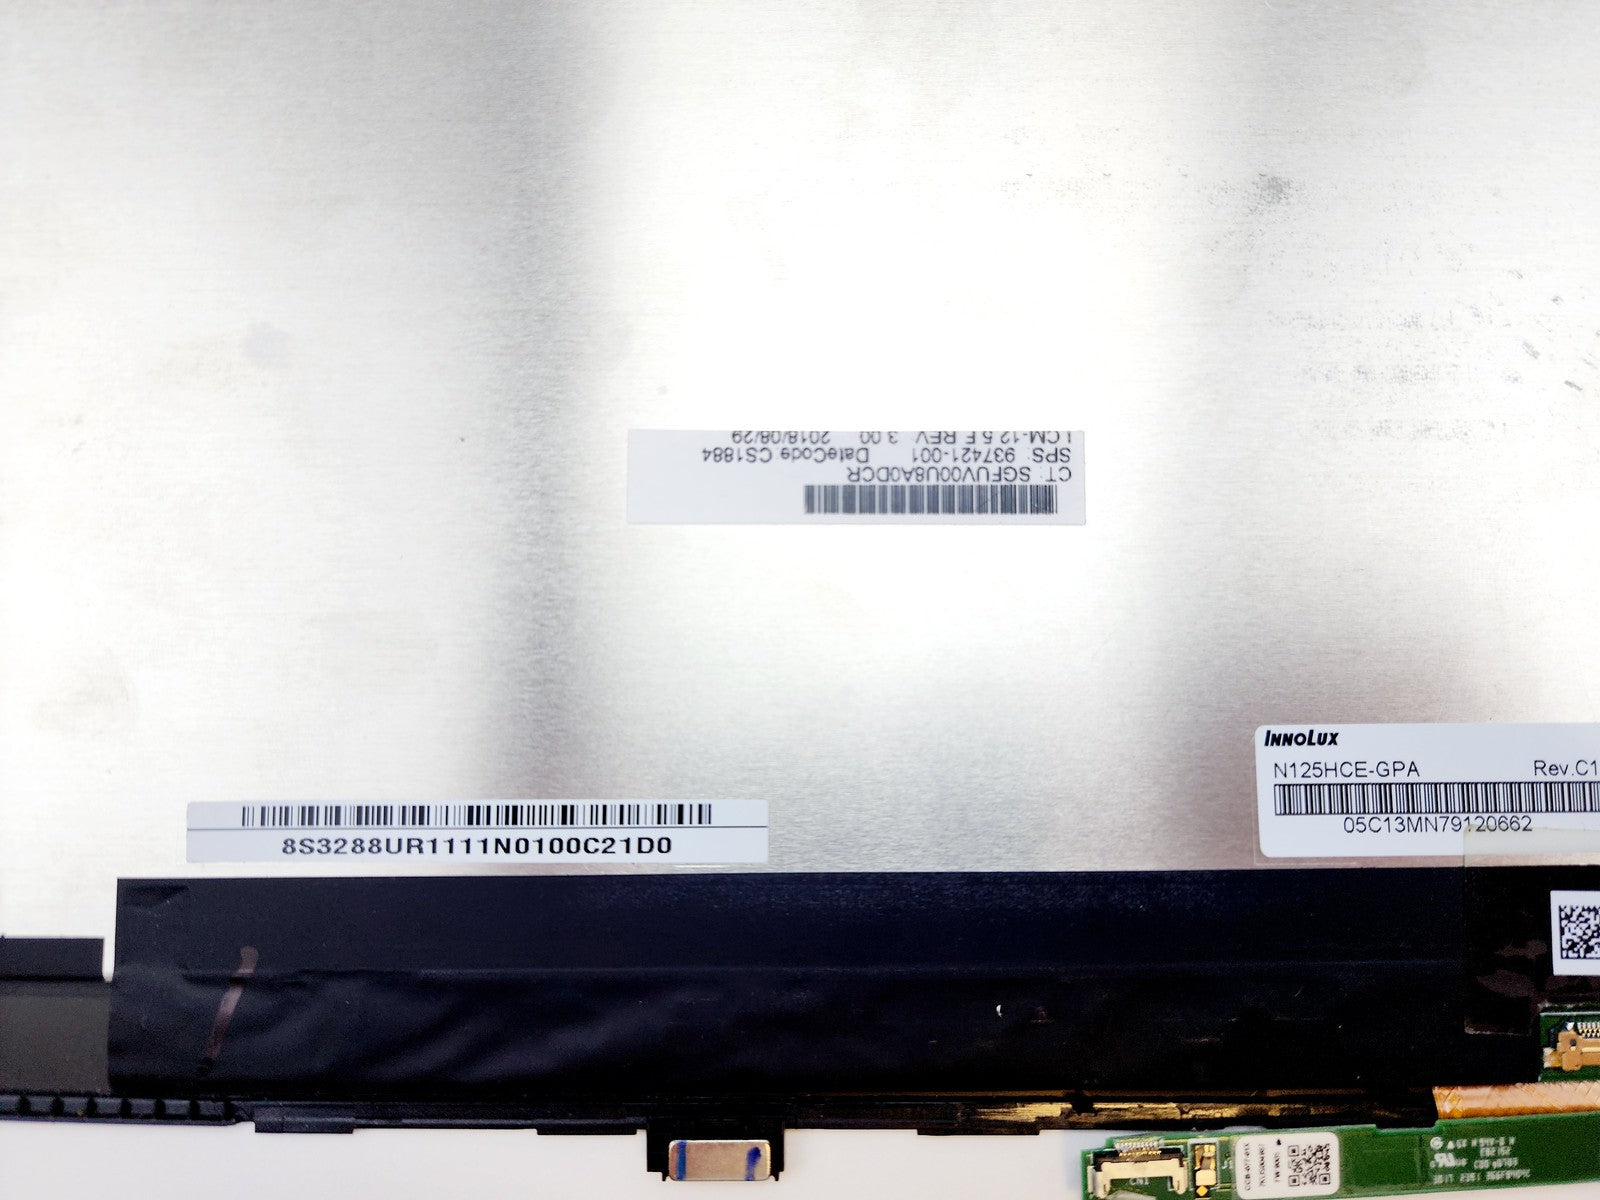 LCM-12.5 F REV: 3.00 2018/08/29
SPS: 937421-001 DateCode CS1884
CT: SGFUV00U8A0DCR
INNOLUX
N125HCE-GPA Rev.C1
05C13MN79120662
8S3288UR1111N0100C21D0
CN1